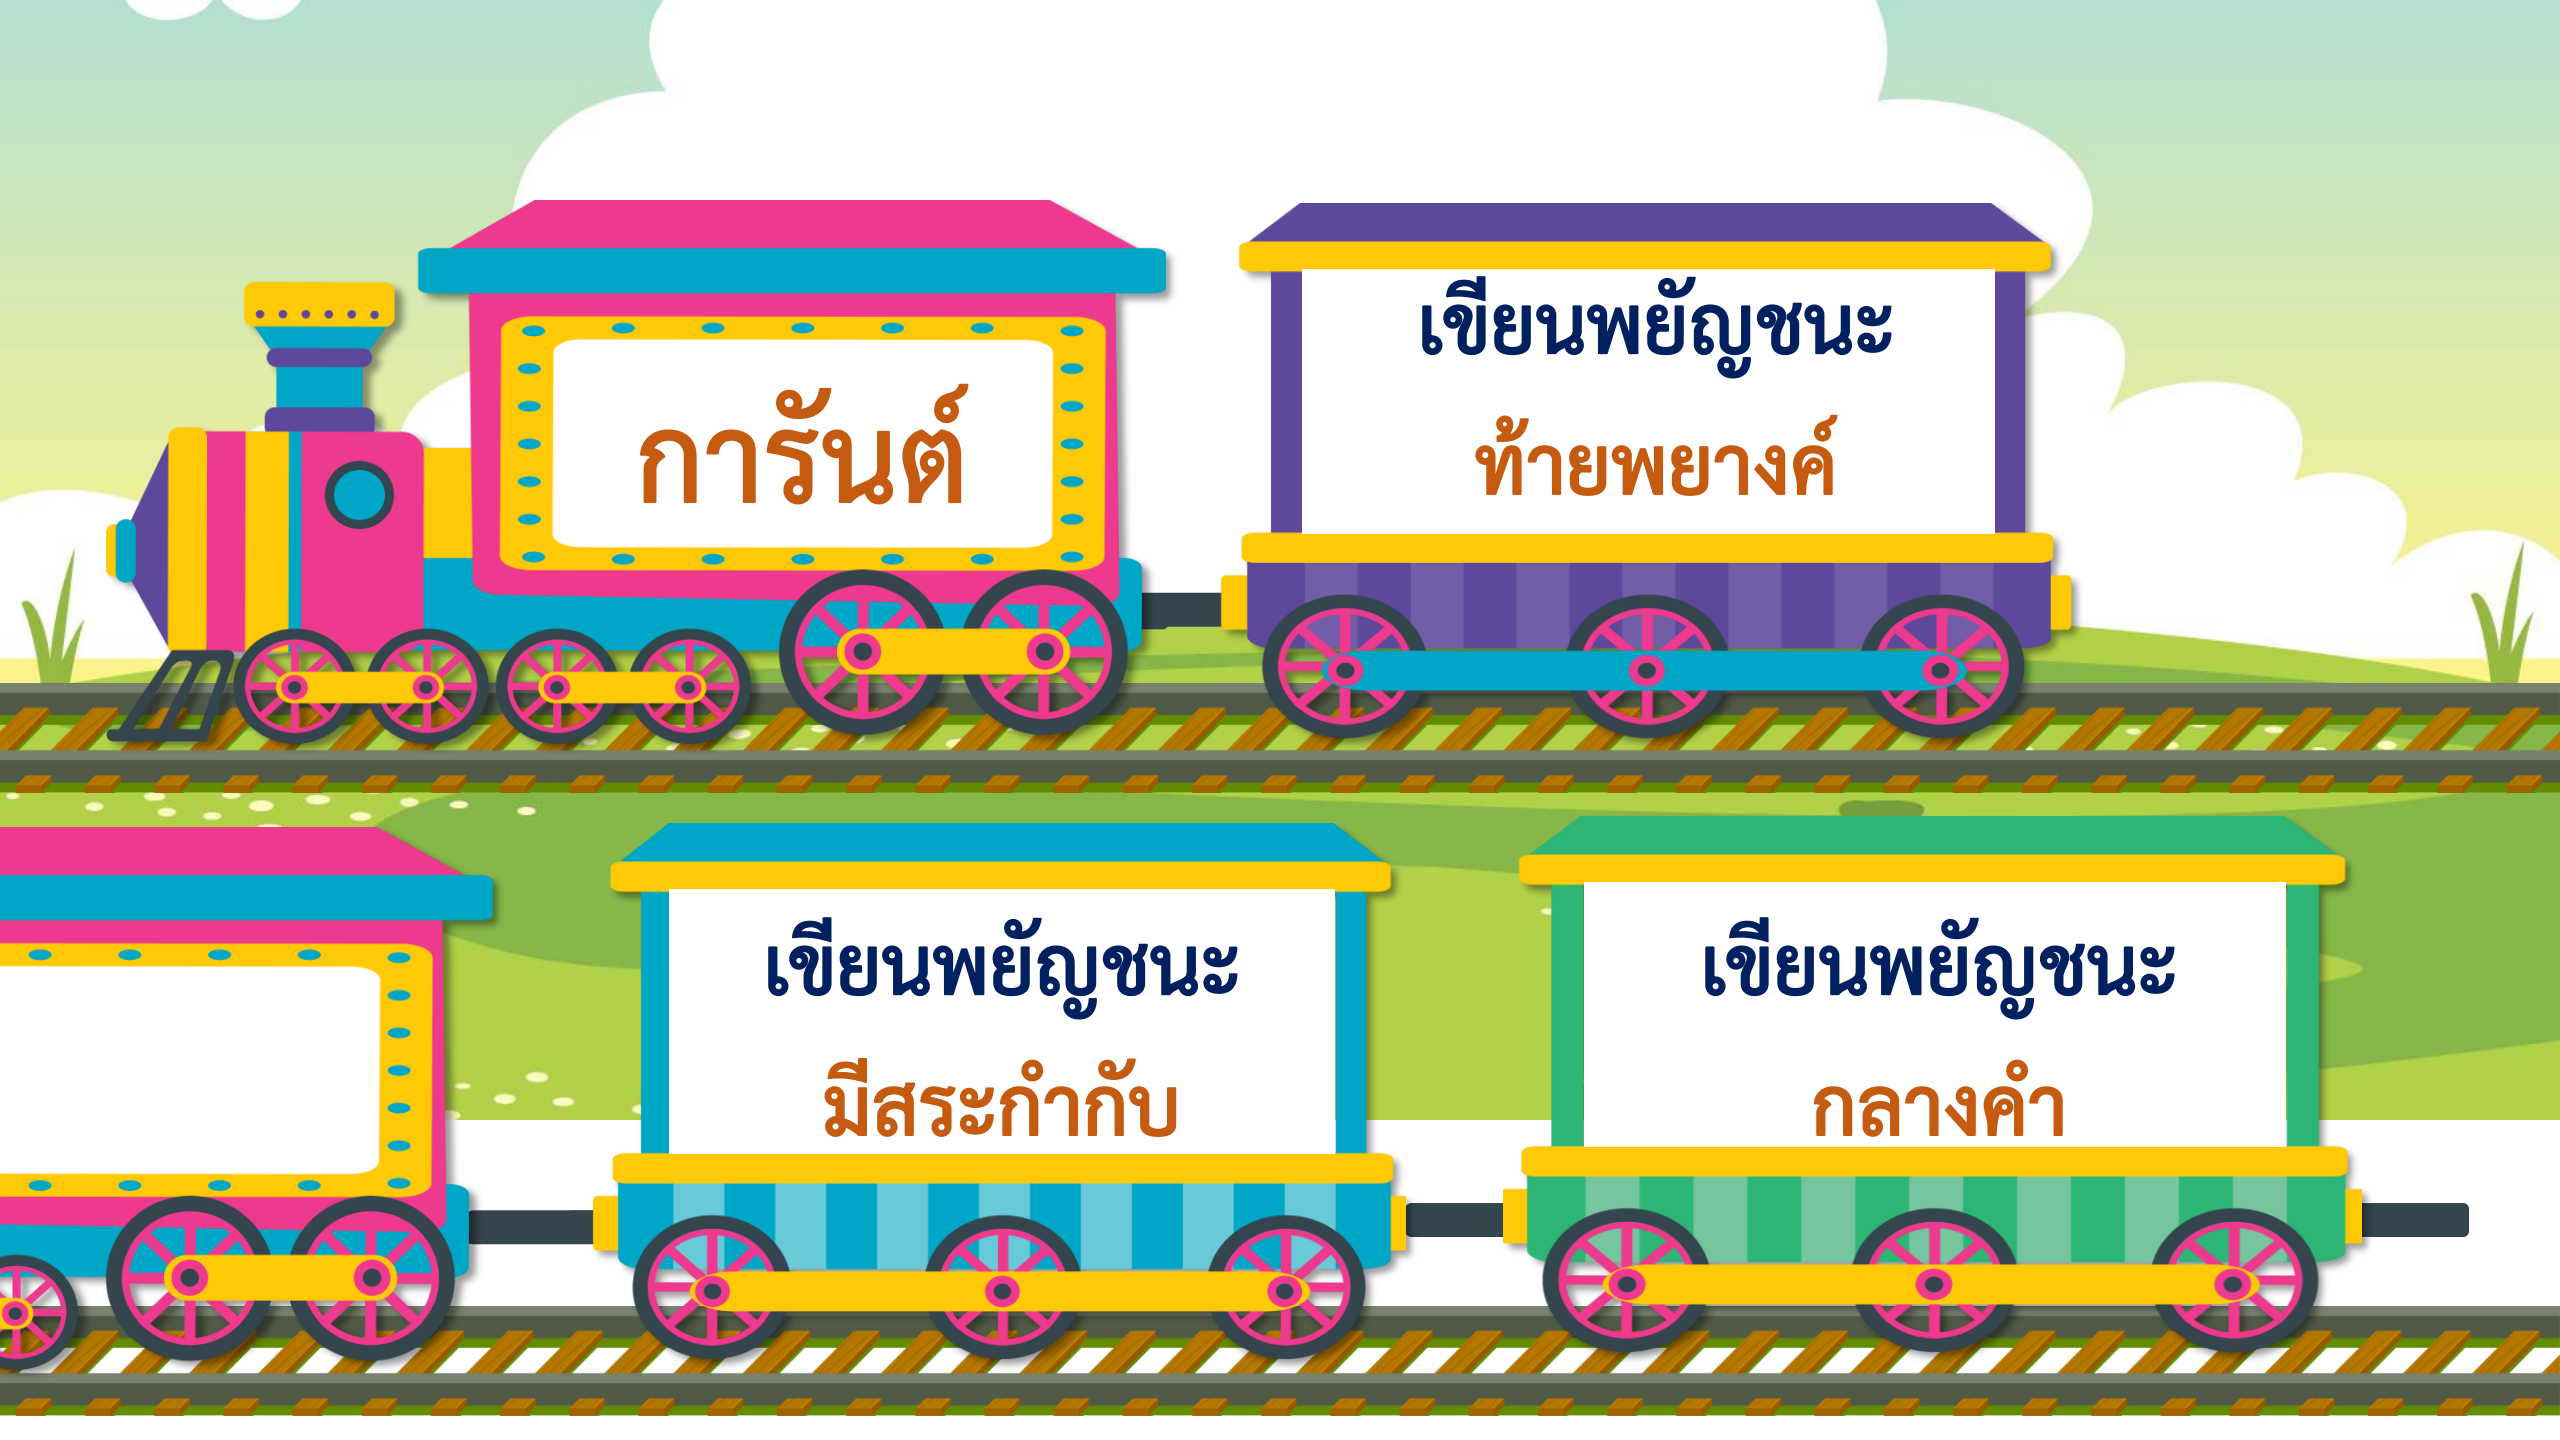 การันต์
เขียนพยัญชนะ
ท้ายพยางค์
เขียนพยัญชนะ
มีสระกำกับ
เขียนพยัญชนะ
กลางคำ